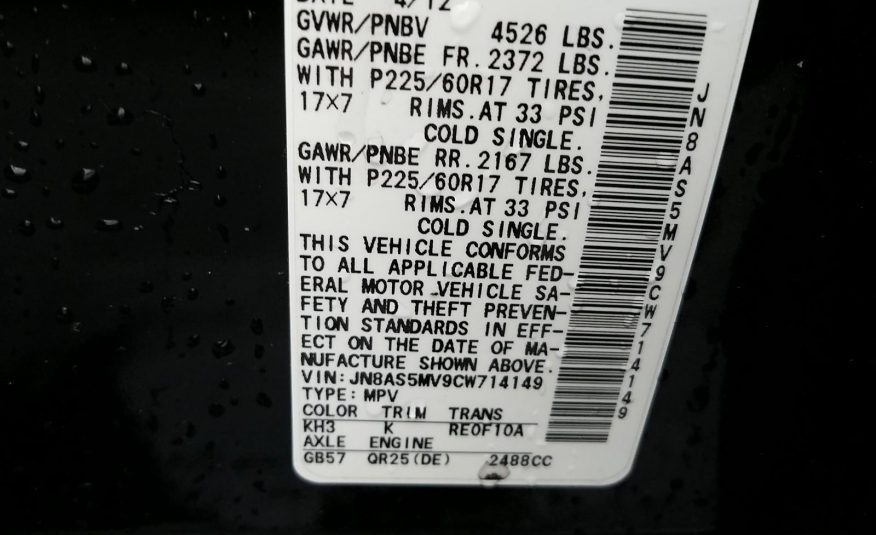 DATE 4/12
GVWR/PNBV 4526 LBS.
GAWR/PNBE FR. 2372 LBS.
WITH P225/60R17 TIRES,
17×7 RIMS.AT 33 PSI
COLD SINGLE.
GAWR/PNBE RR. 2167 LBS.
WITH P225/60R17 TIRES,
17×7 RIMS.AT 33 PSI
COLD SINGLE.
THIS VEHICLE CONFORMS
TO ALL APPLICABLE FED-
ERAL MOTOR VEHICLE SA-
FETY AND THEFT PREVEN-
TION STANDARDS IN EFF-
ECT ON THE DATE OF MA-
NUFACTURE SHOWN ABOVE.
VIN:JN8AS5MV9CW714149
TYPE:MPV
COLOR TRIM TRANS
KH3 K RE0F10A
AXLE ENGINE
GB57 QR25(DE) 2488CC
JN8AS5MV9CW714149